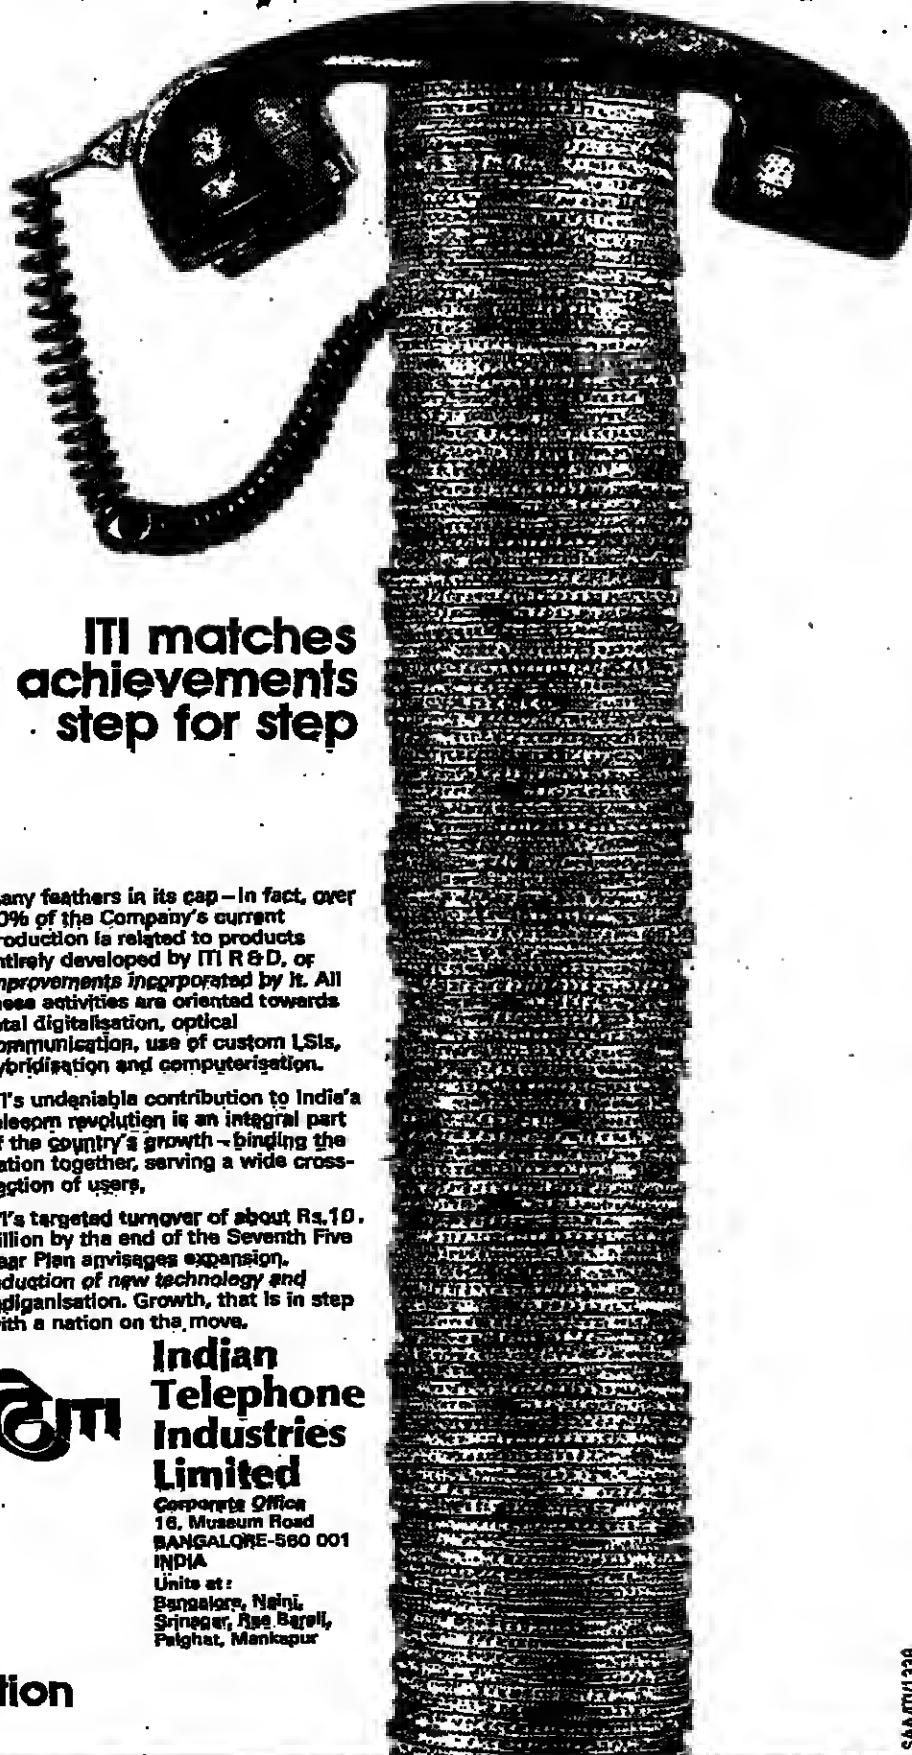 ITI matches
achievements
step for step
any feathers in its cap – In fact, over
0% of the Company's current
roduction is related to products
ntirely developed by ITI R & D, or
mprovements incorporated by it. All
hese activities are oriented towards
otal digitalisation, optical
ommunication, use of custom LSIs,
ybridisation and computerisation.
I's undeniable contribution to India's
elecom revolution is an integral part
f the country's growth – binding the
ation together, serving a wide cross-
ection of users.
I's targeted turnover of about Rs.10.
illion by the end of the Seventh Five
ear Plan envisages expansion,
duction of new technology and
digenisation. Growth, that is in step
ith a nation on the move.
ITI
Indian
Telephone
Industries
Limited
Corporate Office
16, Museum Road
BANGALORE-560 001
INDIA
Units at:
Bangalore, Naini,
Srinagar, Rae Bareli,
Palghat, Mankapur
tion